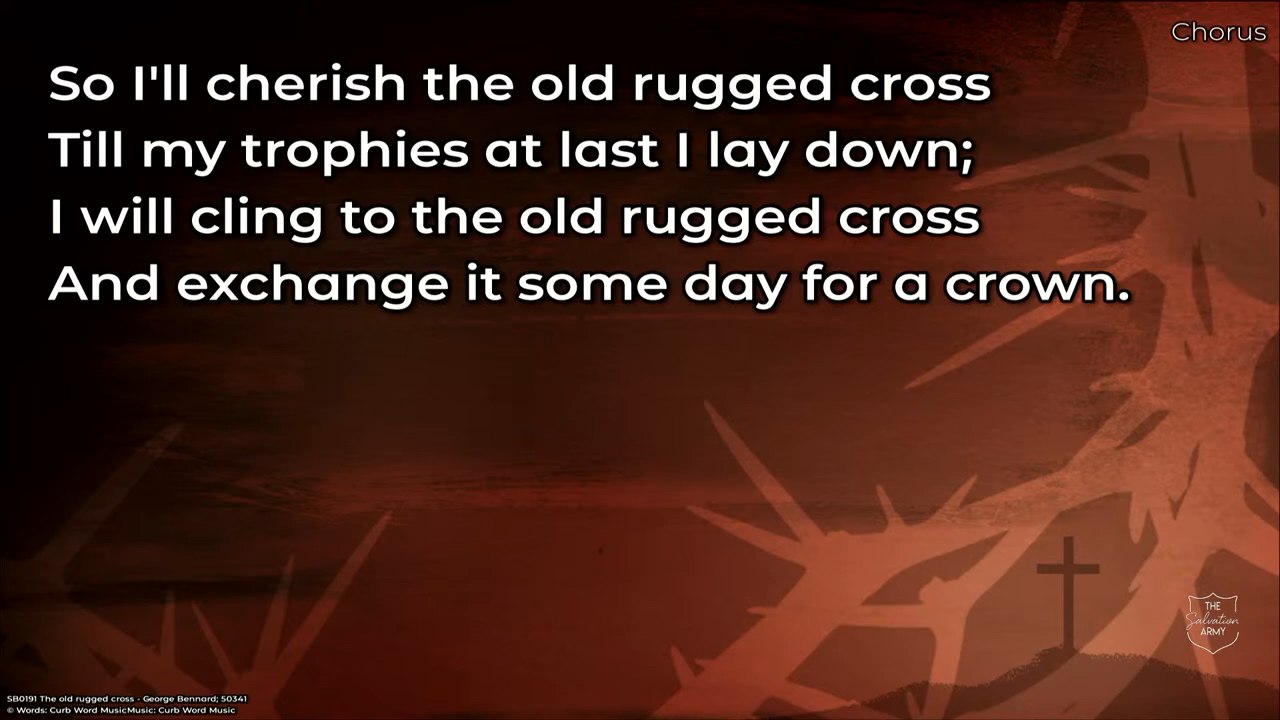 Chorus
So I'll cherish the old rugged cross
Till my trophies at last I lay down;
I will cling to the old rugged cross
And exchange it some day for a crown.
THE
Salvation
ARMY
SB0191 The old rugged cross - George Bennard; 50341
© Words: Curb Word MusicMusic: Curb Word Music